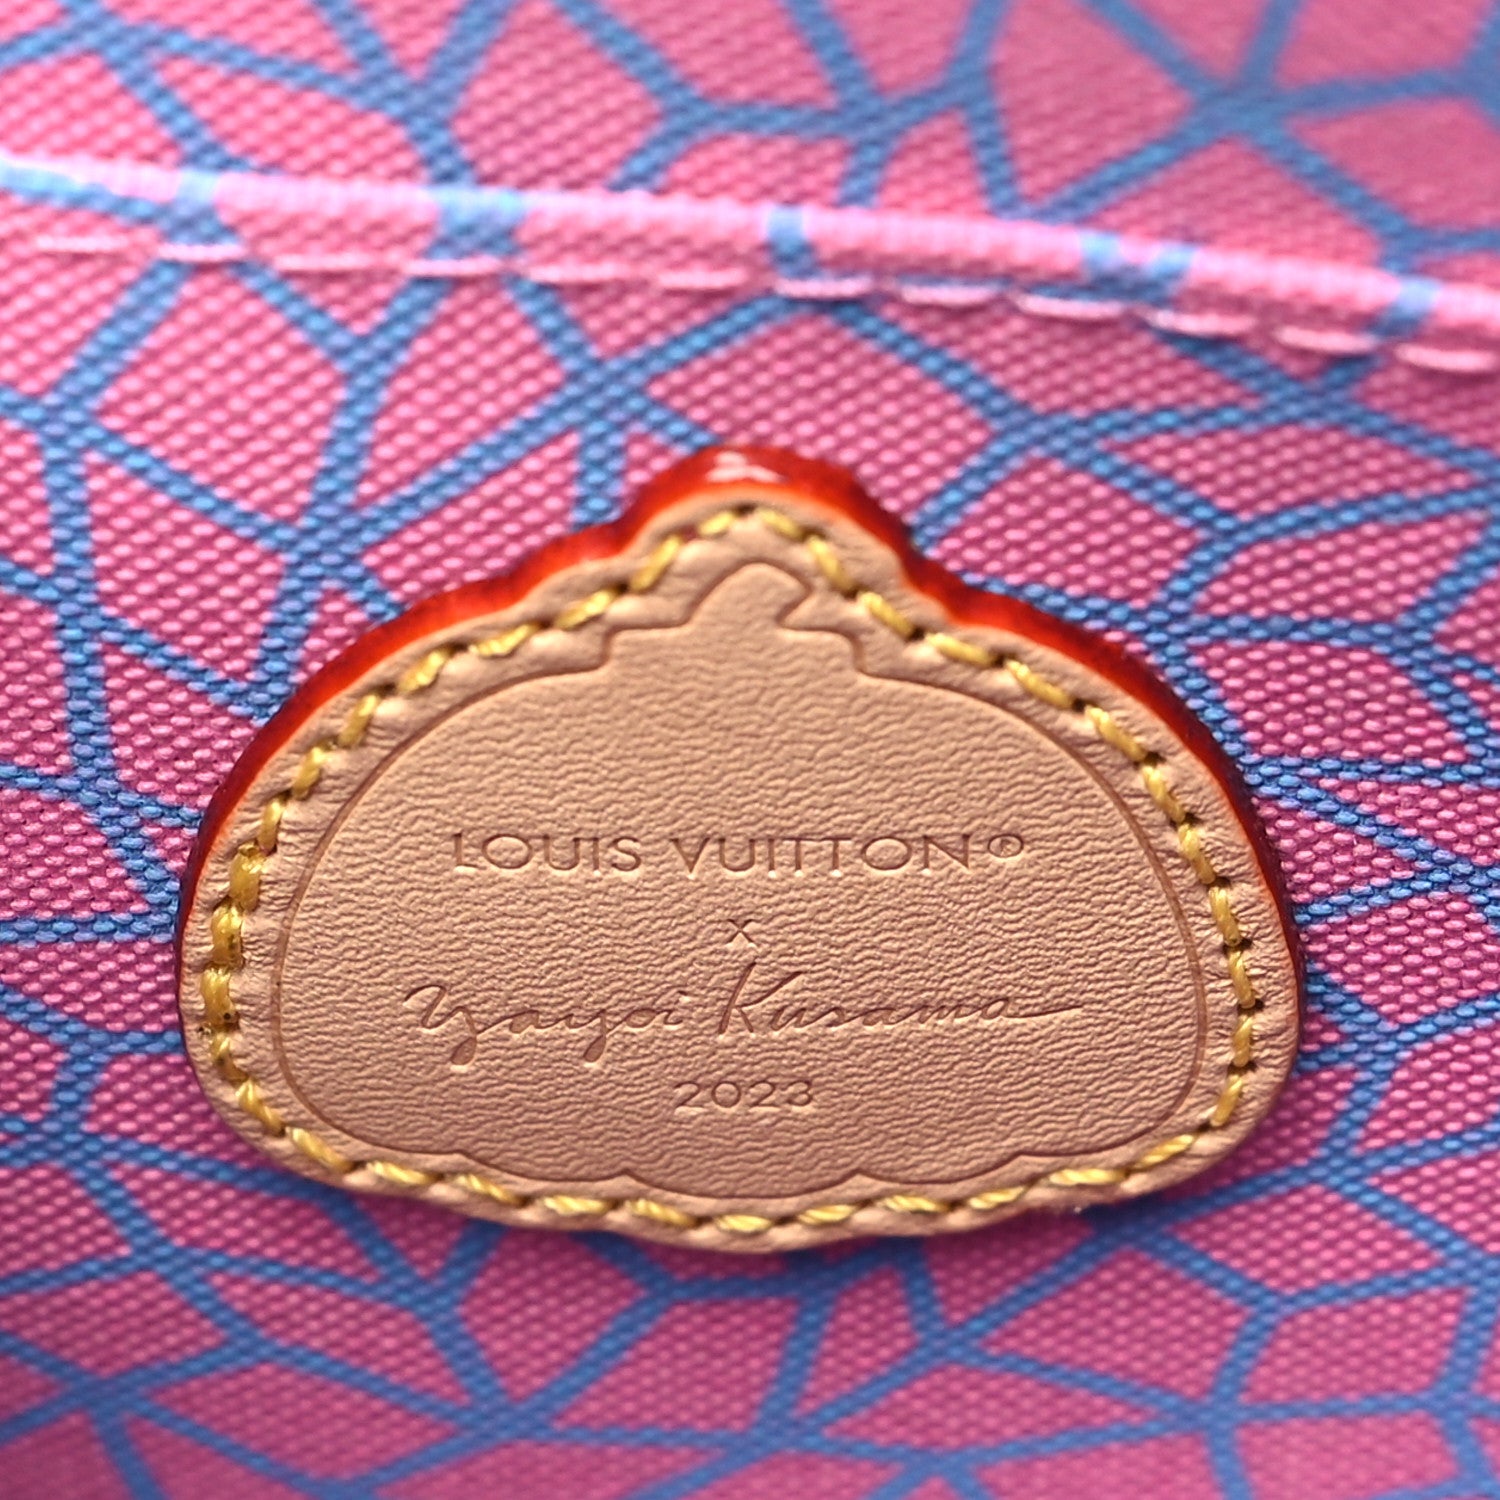 LOUIS VUITTON®
x
Yayoi Kusama
2023